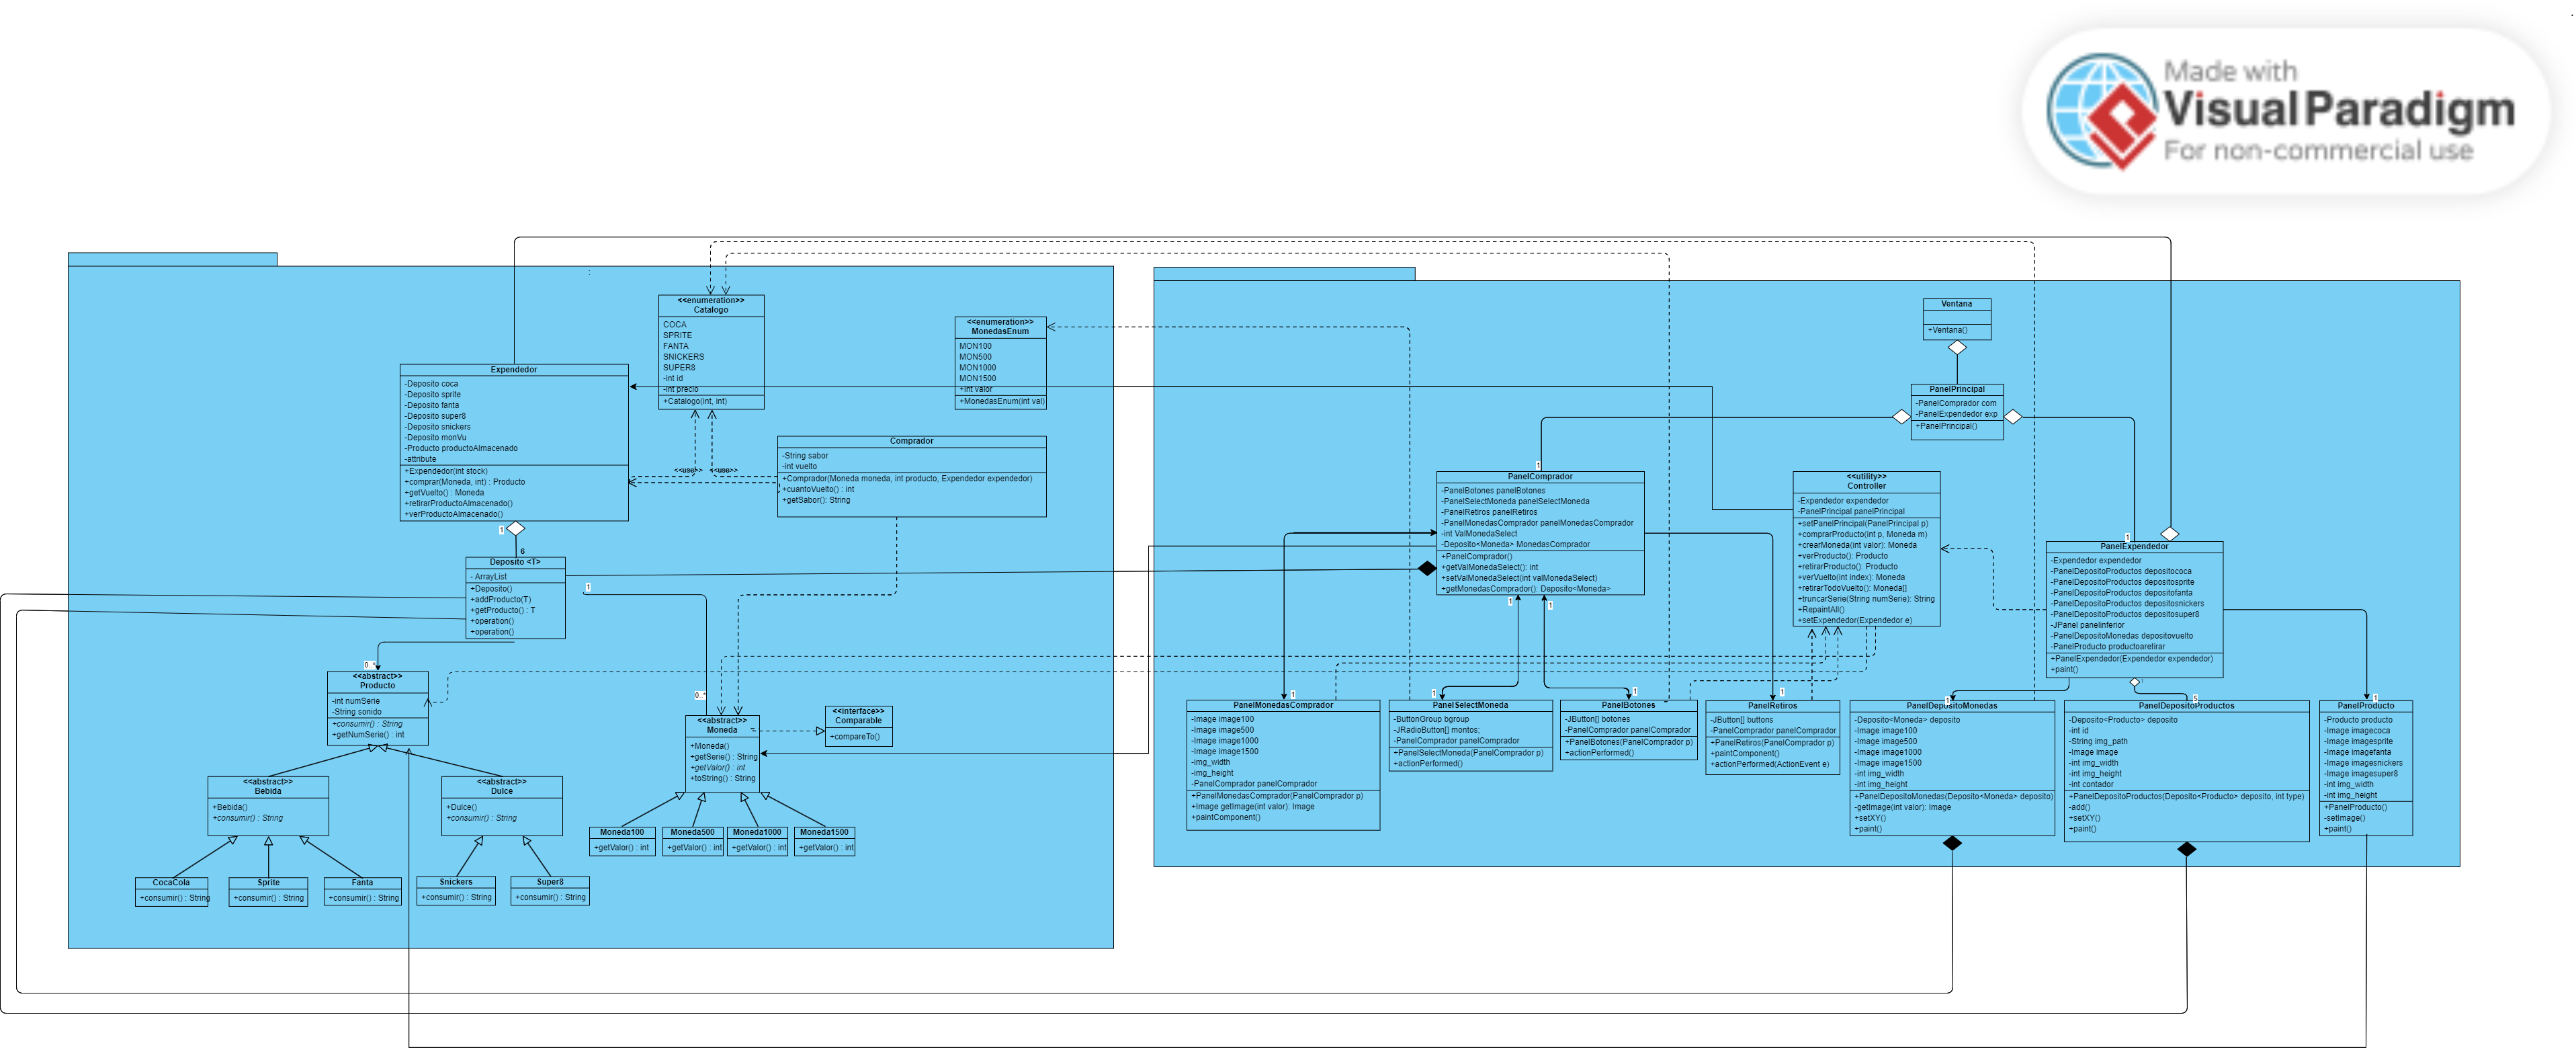 Made with
Visual Paradigm
For non-commercial use
<<enumeration>>
Catalogo
COCA
SPRITE
FANTA
SNICKERS
SUPER8
-int id
-int precio
+Catalogo(int, int)
<<enumeration>>
MonedasEnum
MON100
MON500
MON1000
MON1500
+int valor
+MonedasEnum(int val)
Expendedor
-Deposito coca
-Deposito sprite
-Deposito fanta
-Deposito super8
-Deposito snickers
-Deposito monVu
-Producto productoAlmacenado
-attribute
+Expendedor(int stock)
+comprar(Moneda, int) : Producto
+getVuelto() : Moneda
+retirarProductoAlmacenado()
+verProductoAlmacenado()
<<use>>
<<use>>
Comprador
-String sabor
-int vuelto
+Comprador(Moneda moneda, int producto, Expendedor expendedor)
+cuantoVuelto() : int
+getSabor(): String
1
6
Deposito <T>
- ArrayList
+Deposito()
+addProducto(T)
+getProducto() : T
+operation()
+operation()
1
0..*
0..*
<<abstract>>
Producto
-int numSerie
-String sonido
+consumir() : String
+getNumSerie() : int
<<abstract>>
Moneda
+Moneda()
+getSerie() : String
+getValor() : int
+toString() : String
<<interface>>
Comparable
+compareTo()
<<abstract>>
Bebida
+Bebida()
+consumir() : String
<<abstract>>
Dulce
+Dulce()
+consumir() : String
Moneda100
+getValor() : int
Moneda500
+getValor() : int
Moneda1000
+getValor() : int
Moneda1500
+getValor() : int
CocaCola
+consumir() : String
Sprite
+consumir() : String
Fanta
+consumir() : String
Snickers
+consumir() : String
Super8
+consumir() : String
Ventana
+Ventana()
PanelPrincipal
-PanelComprador com
-PanelExpendedor exp
+PanelPrincipal()
1
PanelComprador
-PanelBotones panelBotones
-PanelSelectMoneda panelSelectMoneda
-PanelRetiros panelRetiros
-PanelMonedasComprador panelMonedasComprador
-int ValMonedaSelect
-Deposito<Moneda> MonedasComprador
+PanelComprador()
+getValMonedaSelect(): int
+setValMonedaSelect(int valMonedaSelect)
+getMonedasComprador(): Deposito<Moneda>
<<utility>>
Controller
-Expendedor expendedor
-PanelPrincipal panelPrincipal
+setPanelPrincipal(PanelPrincipal p)
+comprarProducto(int p, Moneda m)
+crearMoneda(int valor): Moneda
+verProducto(): Producto
+retirarProducto(): Producto
+verVuelto(int index): Moneda
+retirarTodoVuelto(): Moneda[]
+truncarSerie(String numSerie): String
+RepaintAll()
+setExpendedor(Expendedor e)
1
PanelExpendedor
-Expendedor expendedor
-PanelDepositoProductos depositococa
-PanelDepositoProductos depositosprite
-PanelDepositoProductos depositofanta
-PanelDepositoProductos depositosnickers
-PanelDepositoProductos depositosuper8
-JPanel panelinferior
-PanelDepositoMonedas depositovuelto
-PanelProducto productoaretirar
+PanelExpendedor(Expendedor expendedor)
+paint()
1
1
1
1
1
1
1
5
1
PanelMonedasComprador
-Image image100
-Image image500
-Image image1000
-Image image1500
-img_width
-img_height
-PanelComprador panelComprador
+PanelMonedasComprador(PanelComprador p)
+Image getImage(int valor): Image
+paintComponent()
PanelSelectMoneda
-ButtonGroup bgroup
-JRadioButton[] montos;
-PanelComprador panelComprador
+PanelSelectMoneda(PanelComprador p)
+actionPerformed()
PanelBotones
-JButton[] botones
-PanelComprador panelComprador
+PanelBotones(PanelComprador p)
+actionPerformed()
PanelRetiros
-JButton[] buttons
-PanelComprador panelComprador
+PanelRetiros(PanelComprador p)
+paintComponent()
+actionPerformed(ActionEvent e)
PanelDepositoMonedas
-Deposito<Moneda> deposito
-Image image100
-Image image500
-Image image1000
-Image image1500
-int img_width
-int img_height
+PanelDepositoMonedas(Deposito<Moneda> deposito)
-getImage(int valor): Image
+setXY()
+paint()
PanelDepositoProductos
-Deposito<Producto> deposito
-int id
-String img_path
-Image image
-int img_width
-int img_height
-int contador
+PanelDepositoProductos(Deposito<Producto> deposito, int type)
-add()
+setXY()
+paint()
PanelProducto
-Producto producto
-Image imagecoca
-Image imagesprite
-Image imagefanta
-Image imagesnickers
-Image imagesuper8
-int img_width
-int img_height
+PanelProducto()
-setImage()
+paint()